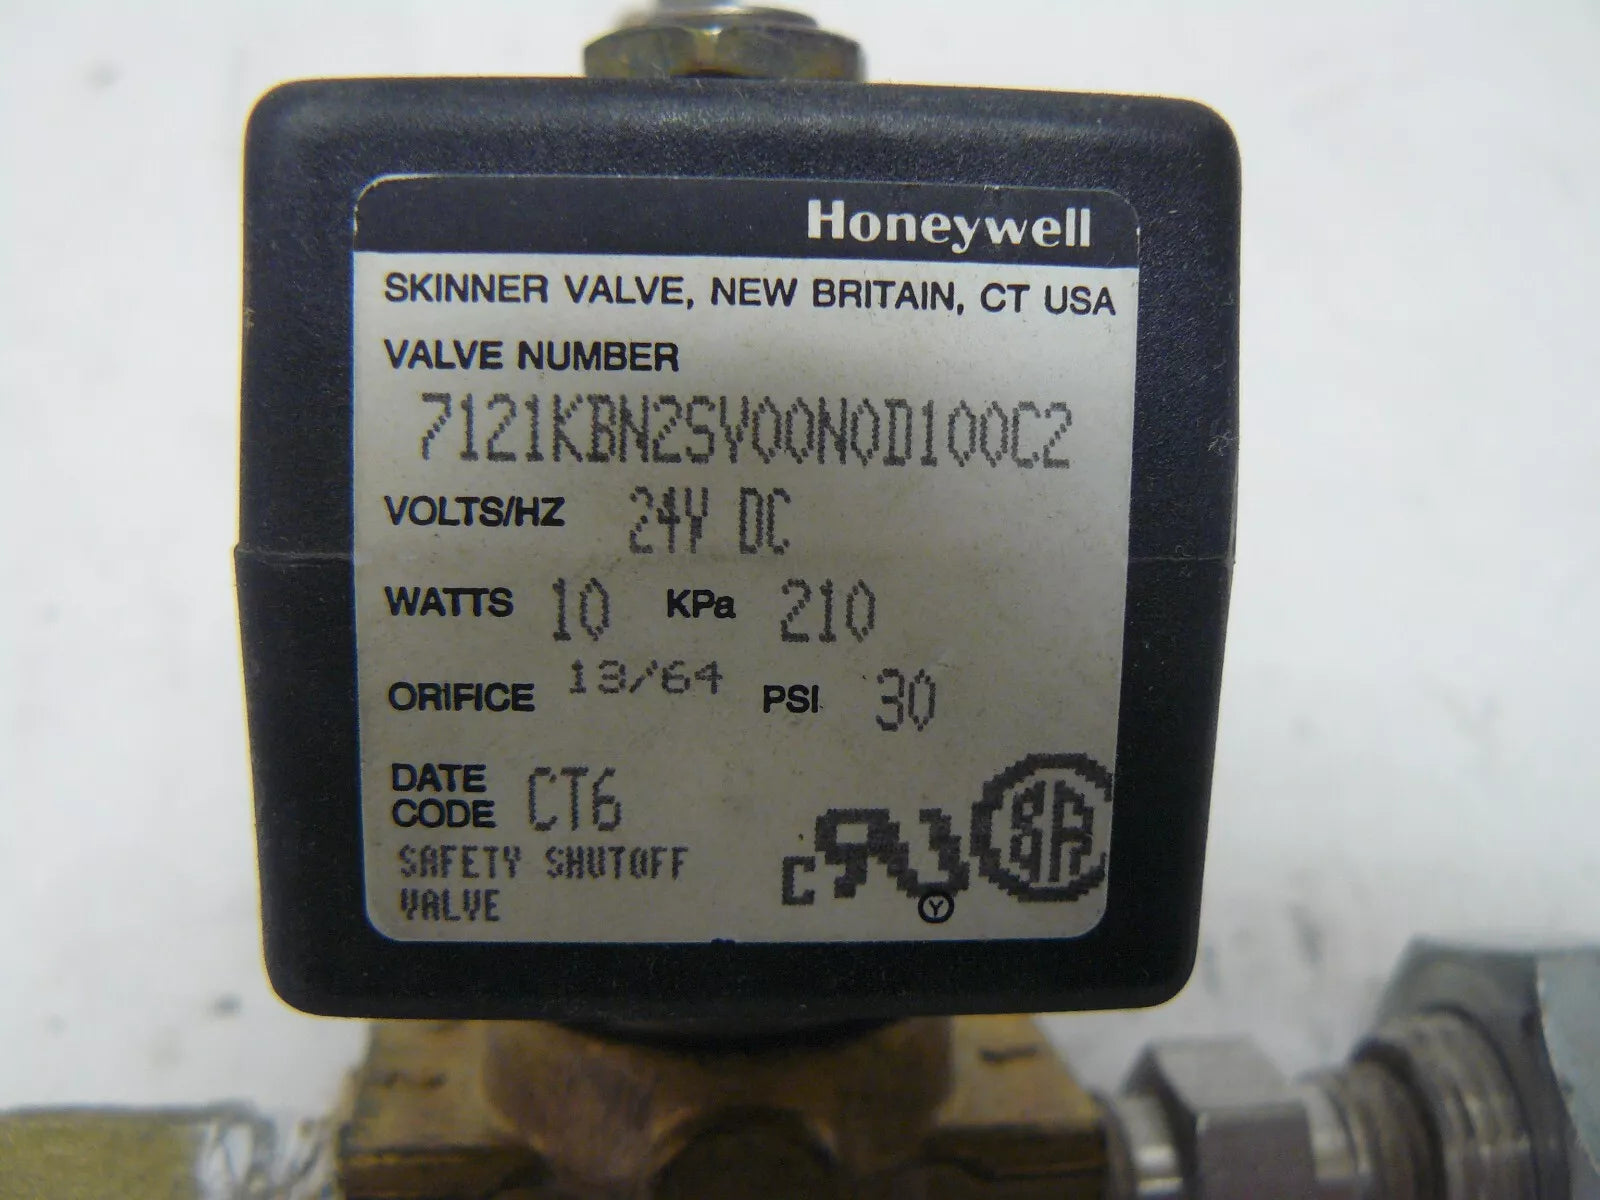 Honeywell
SKINNER VALVE, NEW BRITAIN, CT USA
VALVE NUMBER
7121KBN2SY00N0D100C2
VOLTS/HZ 24V DC
WATTS 10 KPa 210
ORIFICE 13/64 PSI 30
DATE CODE CT6
SAFETY SHUTOFF
VALVE